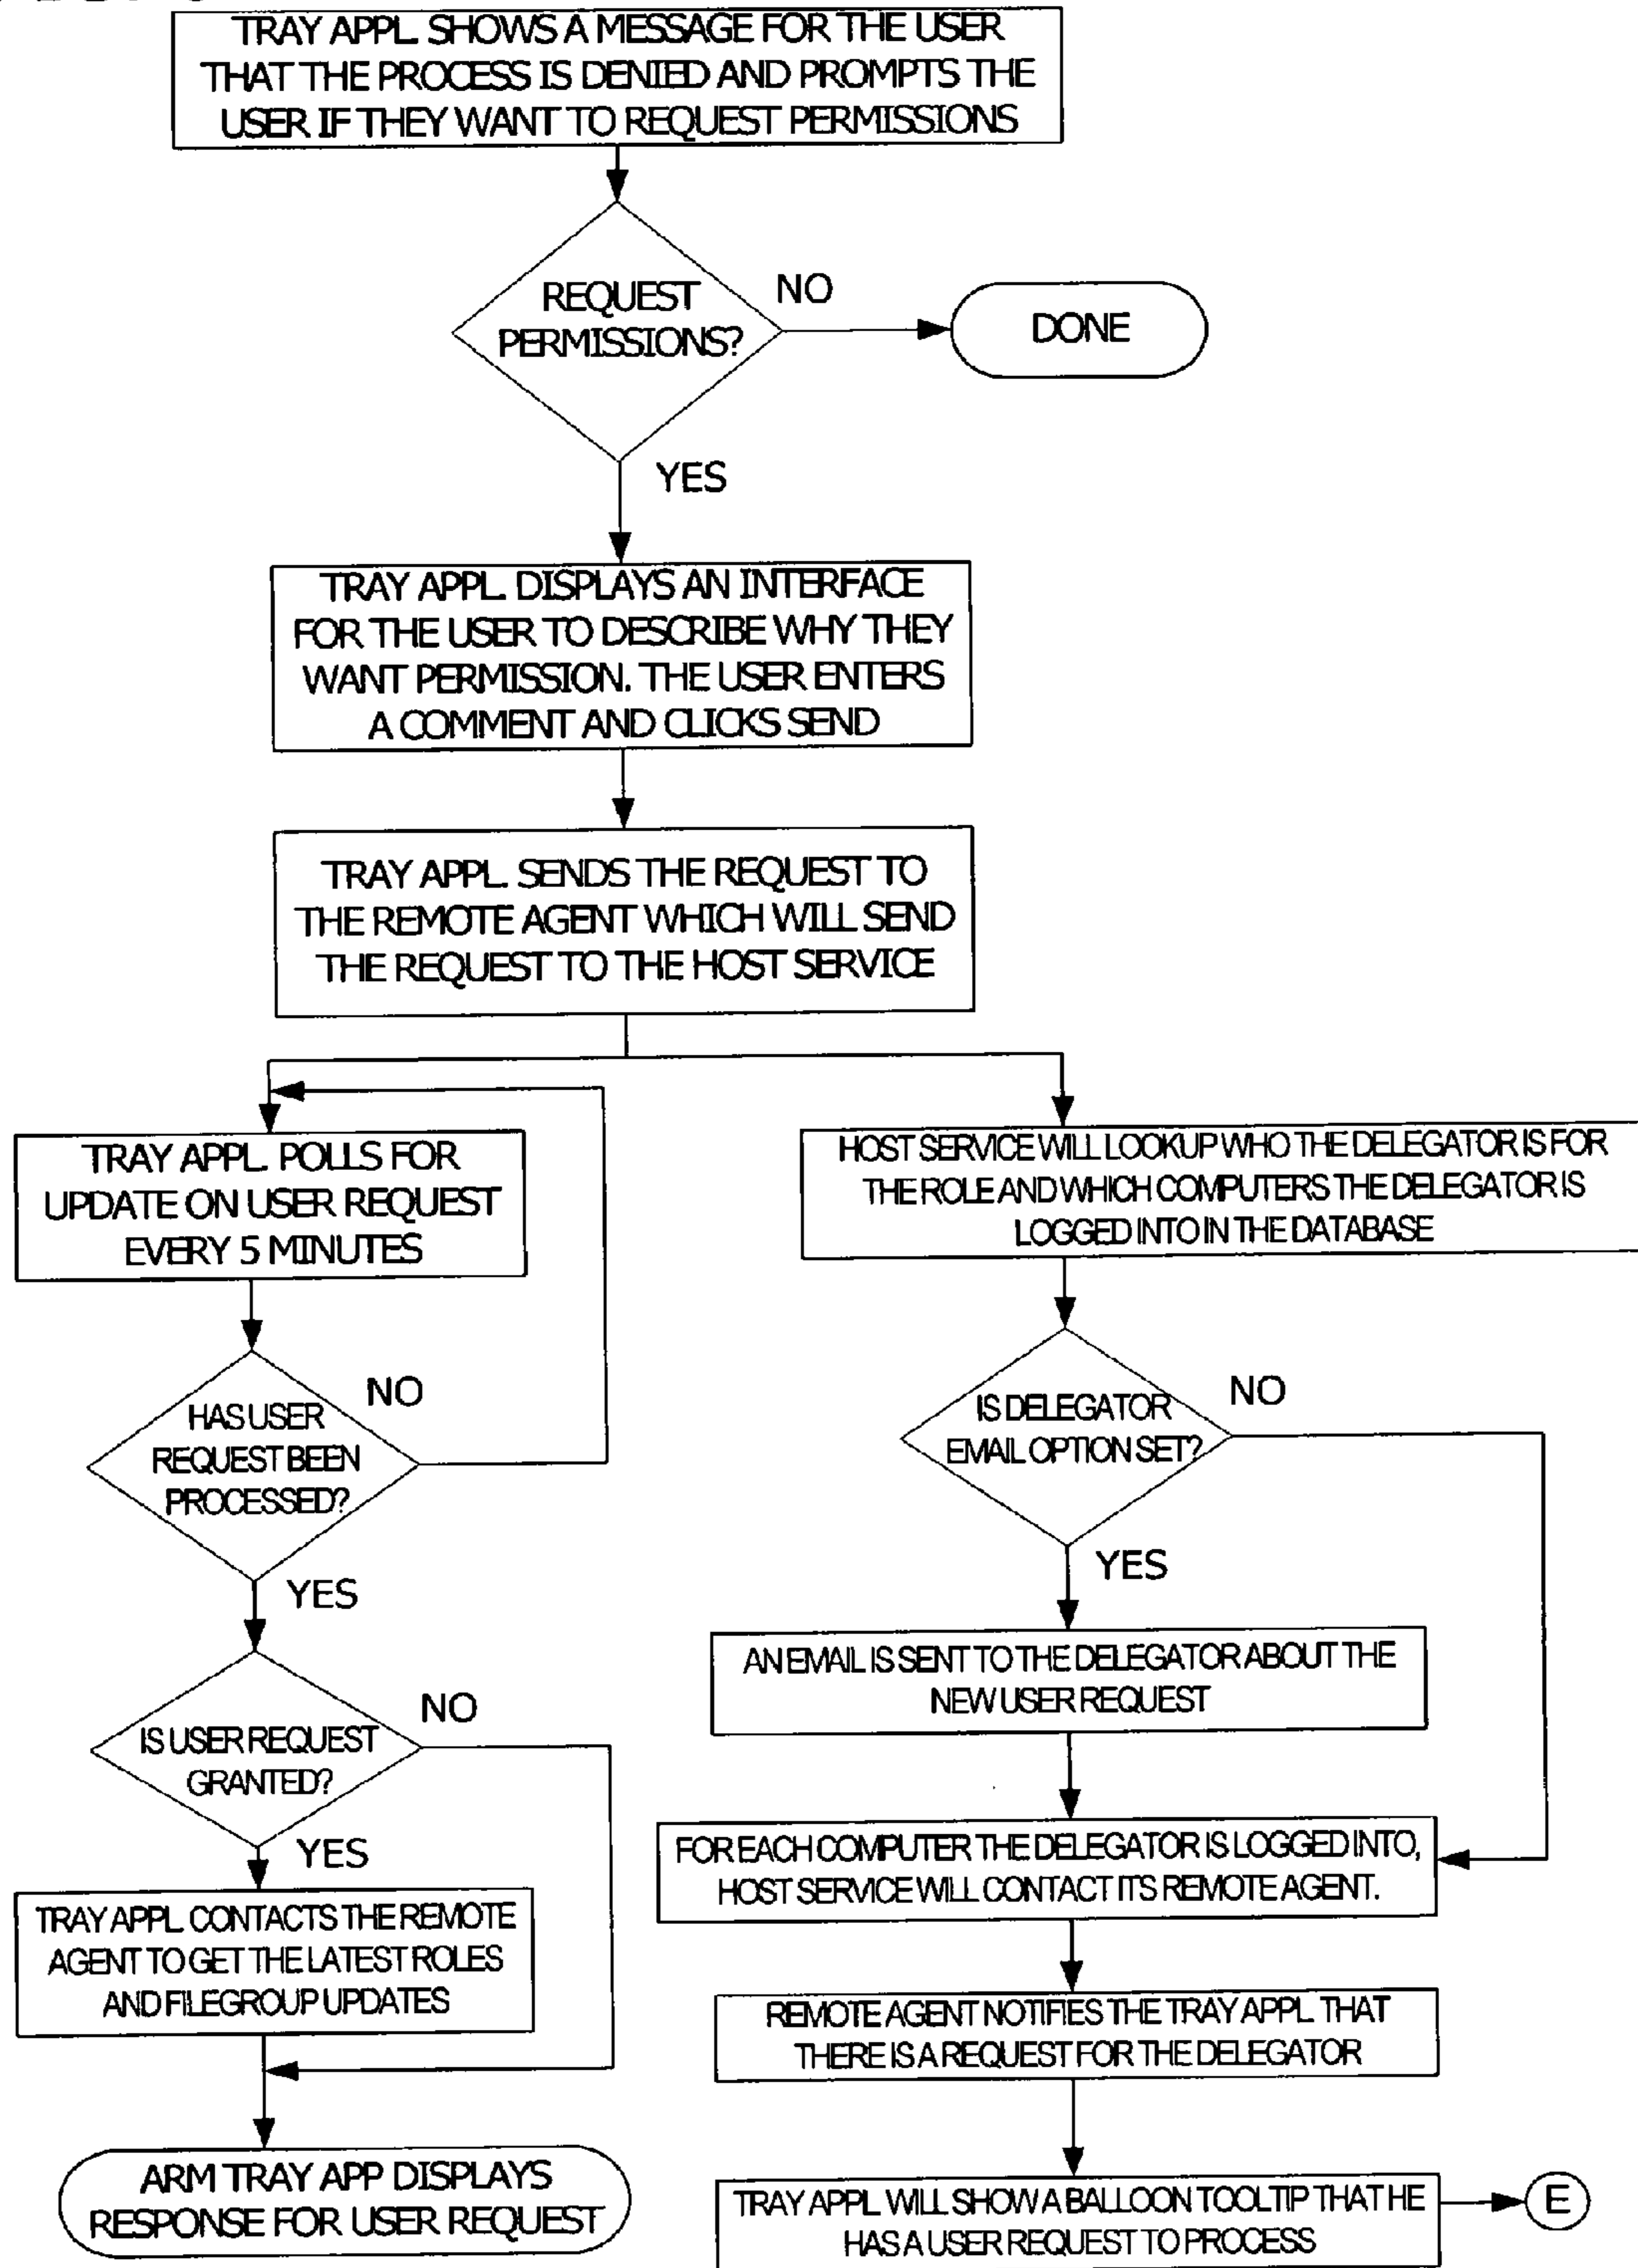 TRAY APPL. SHOWS A MESSAGE FOR THE USER
THAT THE PROCESS IS DENIED AND PROMPTS THE
USER IF THEY WANT TO REQUEST PERMISSIONS
REQUEST
PERMISSIONS?
NO
DONE
YES
TRAY APPL. DISPLAYS AN INTERFACE
FOR THE USER TO DESCRIBE WHY THEY
WANT PERMISSION. THE USER ENTERS
A COMMENT AND CLICKS SEND
TRAY APPL. SENDS THE REQUEST TO
THE REMOTE AGENT WHICH WILL SEND
THE REQUEST TO THE HOST SERVICE
TRAY APPL. POLLS FOR
UPDATE ON USER REQUEST
EVERY 5 MINUTES
HAS USER
REQUEST BEEN
PROCESSED?
NO
YES
IS USER REQUEST
GRANTED?
NO
YES
TRAY APPL CONTACTS THE REMOTE
AGENT TO GET THE LATEST ROLES
AND FILEGROUP UPDATES
ARM TRAY APP DISPLAYS
RESPONSE FOR USER REQUEST
HOST SERVICE WILL LOOKUP WHO THE DELEGATOR IS FOR
THE ROLE AND WHICH COMPUTERS THE DELEGATOR IS
LOGGED INTO IN THE DATABASE
IS DELEGATOR
EMAIL OPTION SET?
NO
YES
AN EMAIL IS SENT TO THE DELEGATOR ABOUT THE
NEW USER REQUEST
FOR EACH COMPUTER THE DELEGATOR IS LOGGED INTO,
HOST SERVICE WILL CONTACT ITS REMOTE AGENT.
REMOTE AGENT NOTIFIES THE TRAY APPL THAT
THERE IS A REQUEST FOR THE DELEGATOR
TRAY APPL WILL SHOW A BALLOON TOOLTIP THAT HE
HAS A USER REQUEST TO PROCESS
E